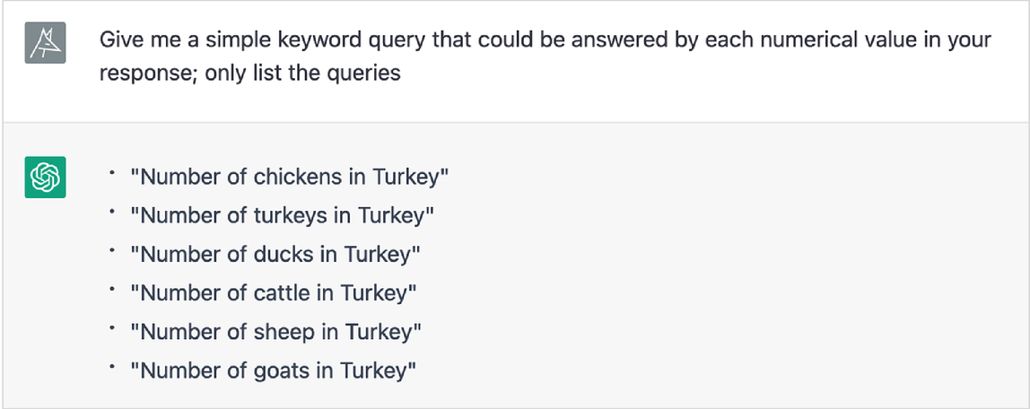 Give me a simple keyword query that could be answered by each numerical value in your
response; only list the queries
• "Number of chickens in Turkey"
• "Number of turkeys in Turkey"
• "Number of ducks in Turkey"
• "Number of cattle in Turkey"
• "Number of sheep in Turkey"
• "Number of goats in Turkey"